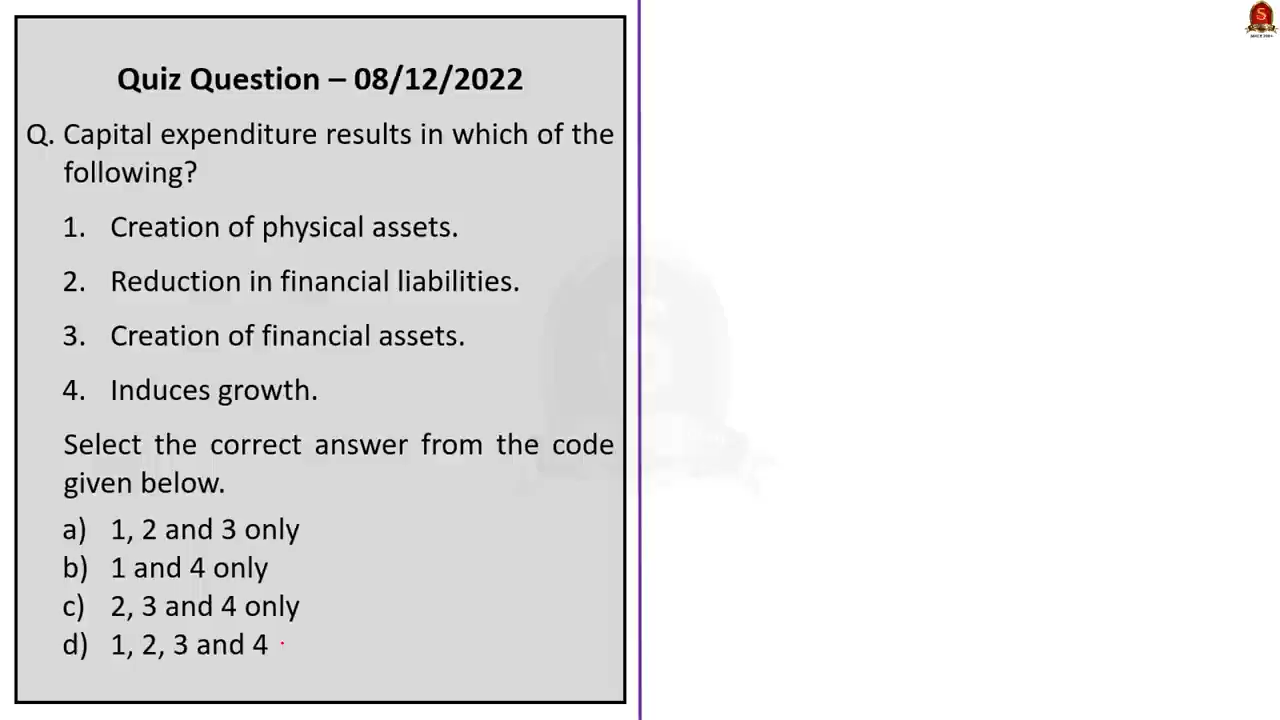 Quiz Question – 08/12/2022
Q. Capital expenditure results in which of the
following?
1. Creation of physical assets.
2. Reduction in financial liabilities.
3. Creation of financial assets.
4. Induces growth.
Select the correct answer from the code
given below.
a) 1, 2 and 3 only
b) 1 and 4 only
c) 2, 3 and 4 only
d) 1, 2, 3 and 4
S